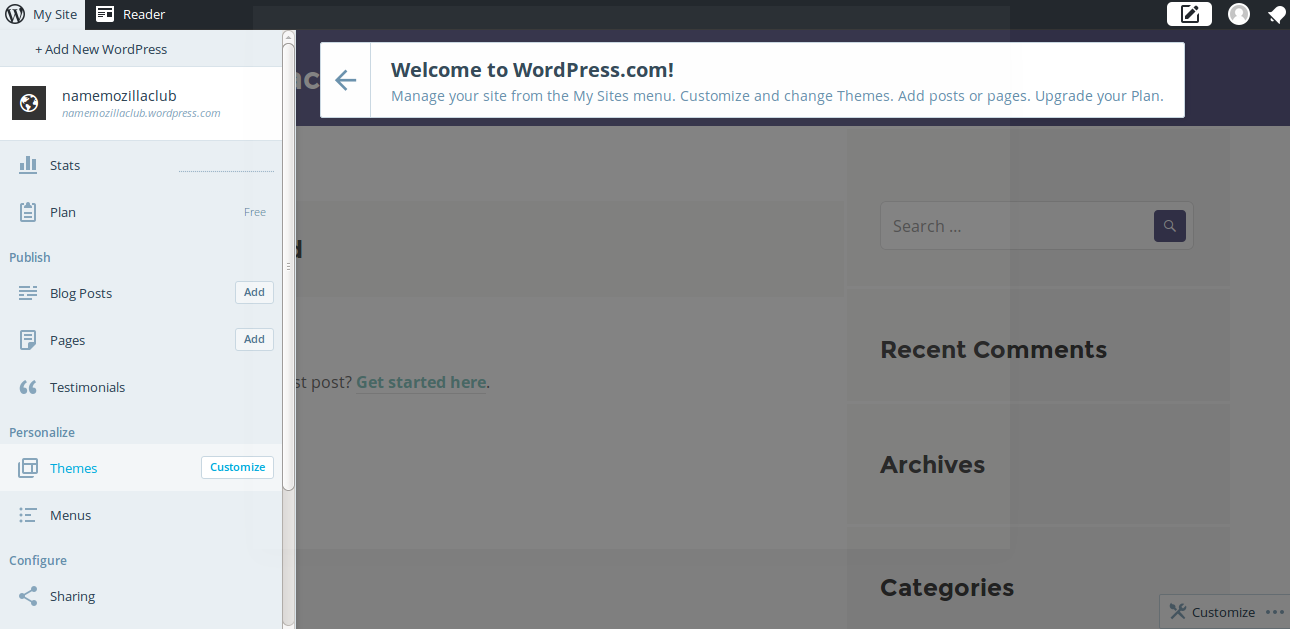 My Site
Reader
+ Add New WordPress
namemozillaclub
namemozillaclub.wordpress.com
Stats
Plan
Free
Publish
Blog Posts
Add
Pages
Add
Testimonials
Personalize
Themes
Customize
Menus
Configure
Sharing
Welcome to WordPress.com!
Manage your site from the My Sites menu. Customize and change Themes. Add posts or pages. Upgrade your Plan.
post? Get started here.
Search ...
Recent Comments
Archives
Categories
Customize